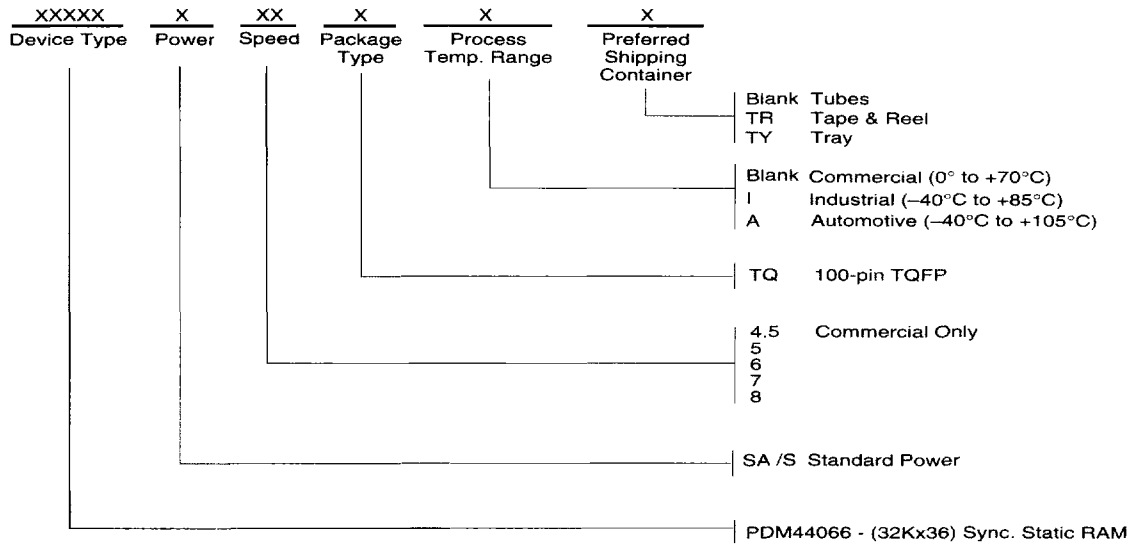 XXXXX X XX X X X
Device Type Power Speed Package Type Process Temp. Range Preferred Shipping Container
Blank Tubes
TR Tape & Reel
TY Tray
Blank Commercial (0° to +70°C)
I Industrial (–40°C to +85°C)
A Automotive (–40°C to +105°C)
TQ 100-pin TQFP
4.5 Commercial Only
5
6
7
8
SA /S Standard Power
PDM44066 - (32Kx36) Sync. Static RAM